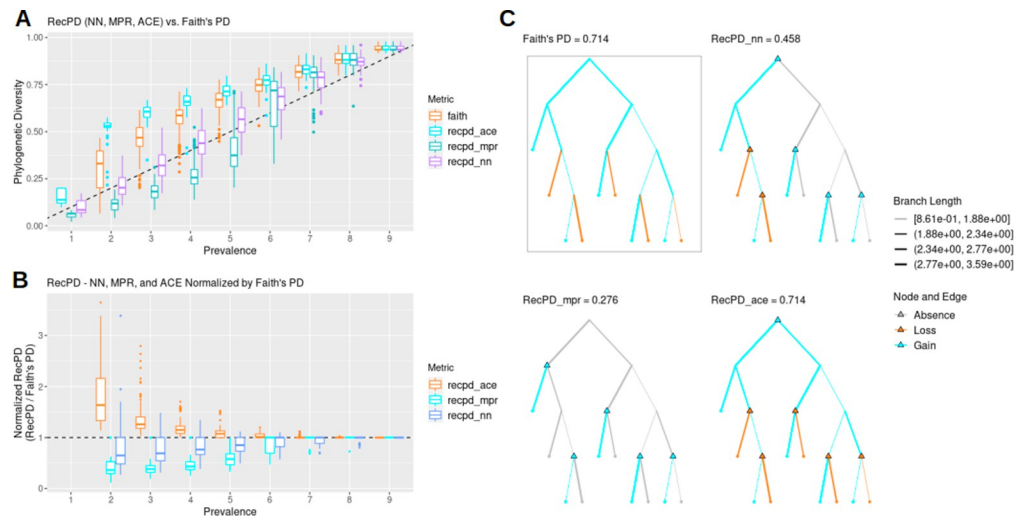 A
RecPD (NN, MPR, ACE) vs. Faith's PD
1.00
0.75
0.50
0.25
0.00
Phylogenetic Diversity
1 2 3 4 5 6 7 8 9
Prevalence
Metric
faith
recpd_ace
recpd_mpr
recpd_nn
B
RecPD - NN, MPR, and ACE Normalized by Faith's PD
3
2
1
0
Normalized RecPD
(RecPD / Faith's PD)
1 2 3 4 5 6 7 8 9
Prevalence
Metric
recpd_ace
recpd_mpr
recpd_nn
C
Faith's PD = 0.714
RecPD_nn = 0.458
RecPD_mpr = 0.276
RecPD_ace = 0.714
Branch Length
[8.61e-01, 1.88e+00]
(1.88e+00, 2.34e+00]
(2.34e+00, 2.77e+00]
(2.77e+00, 3.59e+00]
Node and Edge
Absence
Loss
Gain